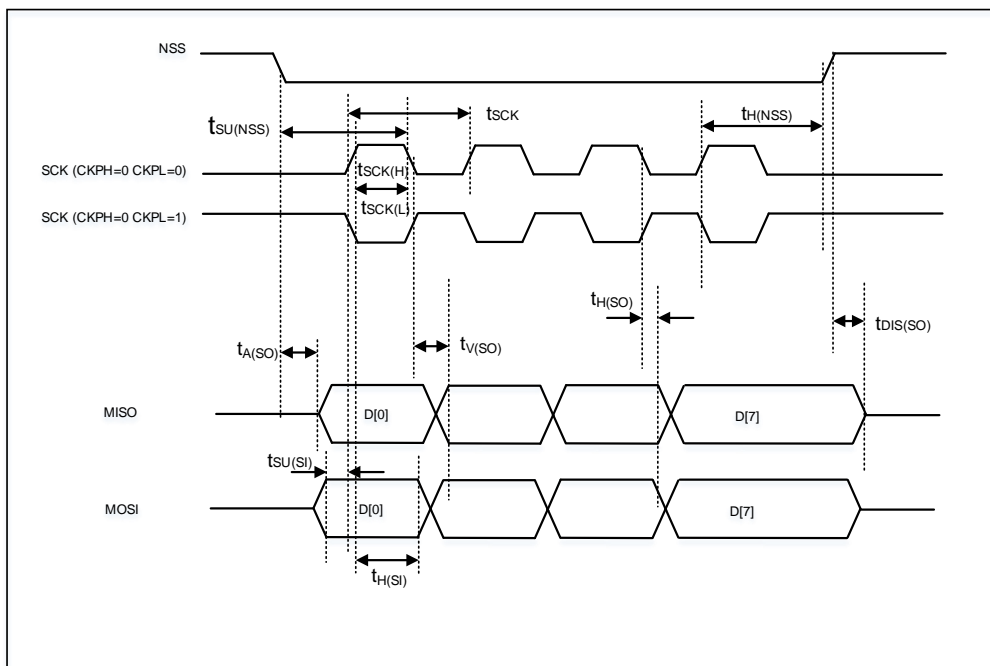 NSS
tSU(NSS)
tSCK
tH(NSS)
SCK (CKPH=0 CKPL=0)
tSCK(H)
tSCK(L)
SCK (CKPH=0 CKPL=1)
tH(SO)
tDIS(SO)
tA(SO)
tV(SO)
MISO
D[0]
D[7]
tSU(SI)
MOSI
D[0]
D[7]
tH(SI)